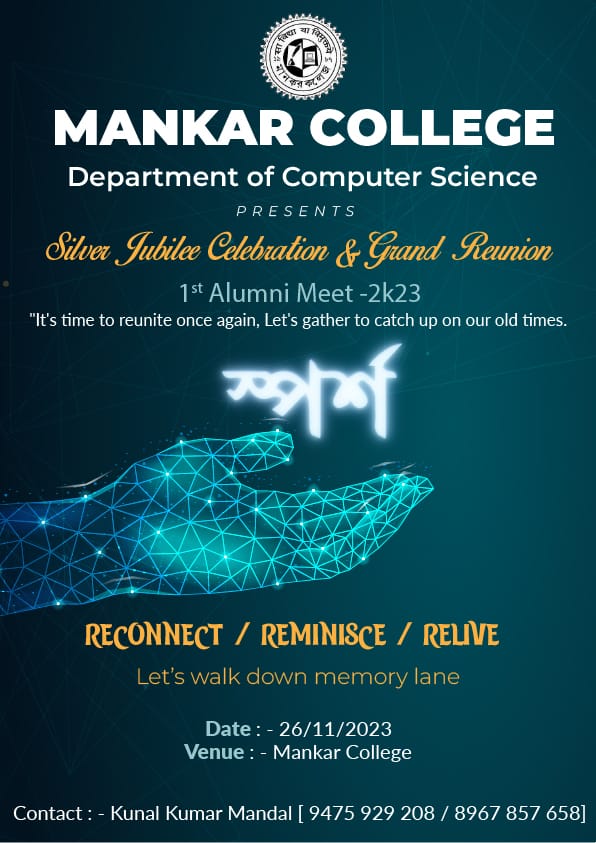 सा विद्या या विमुक्तये
মানকর কলেজ
MANKAR COLLEGE
Department of Computer Science
PRESENTS
Silver Jubilee Celebration & Grand Reunion
1st Alumni Meet -2k23
"It's time to reunite once again, Let's gather to catch up on our old times.
স্পর্শ
RECONNECT / REMINISCE / RELIVE
Let's walk down memory lane
Date : - 26/11/2023
Venue : - Mankar College
Contact : - Kunal Kumar Mandal [ 9475 929 208 / 8967 857 658]